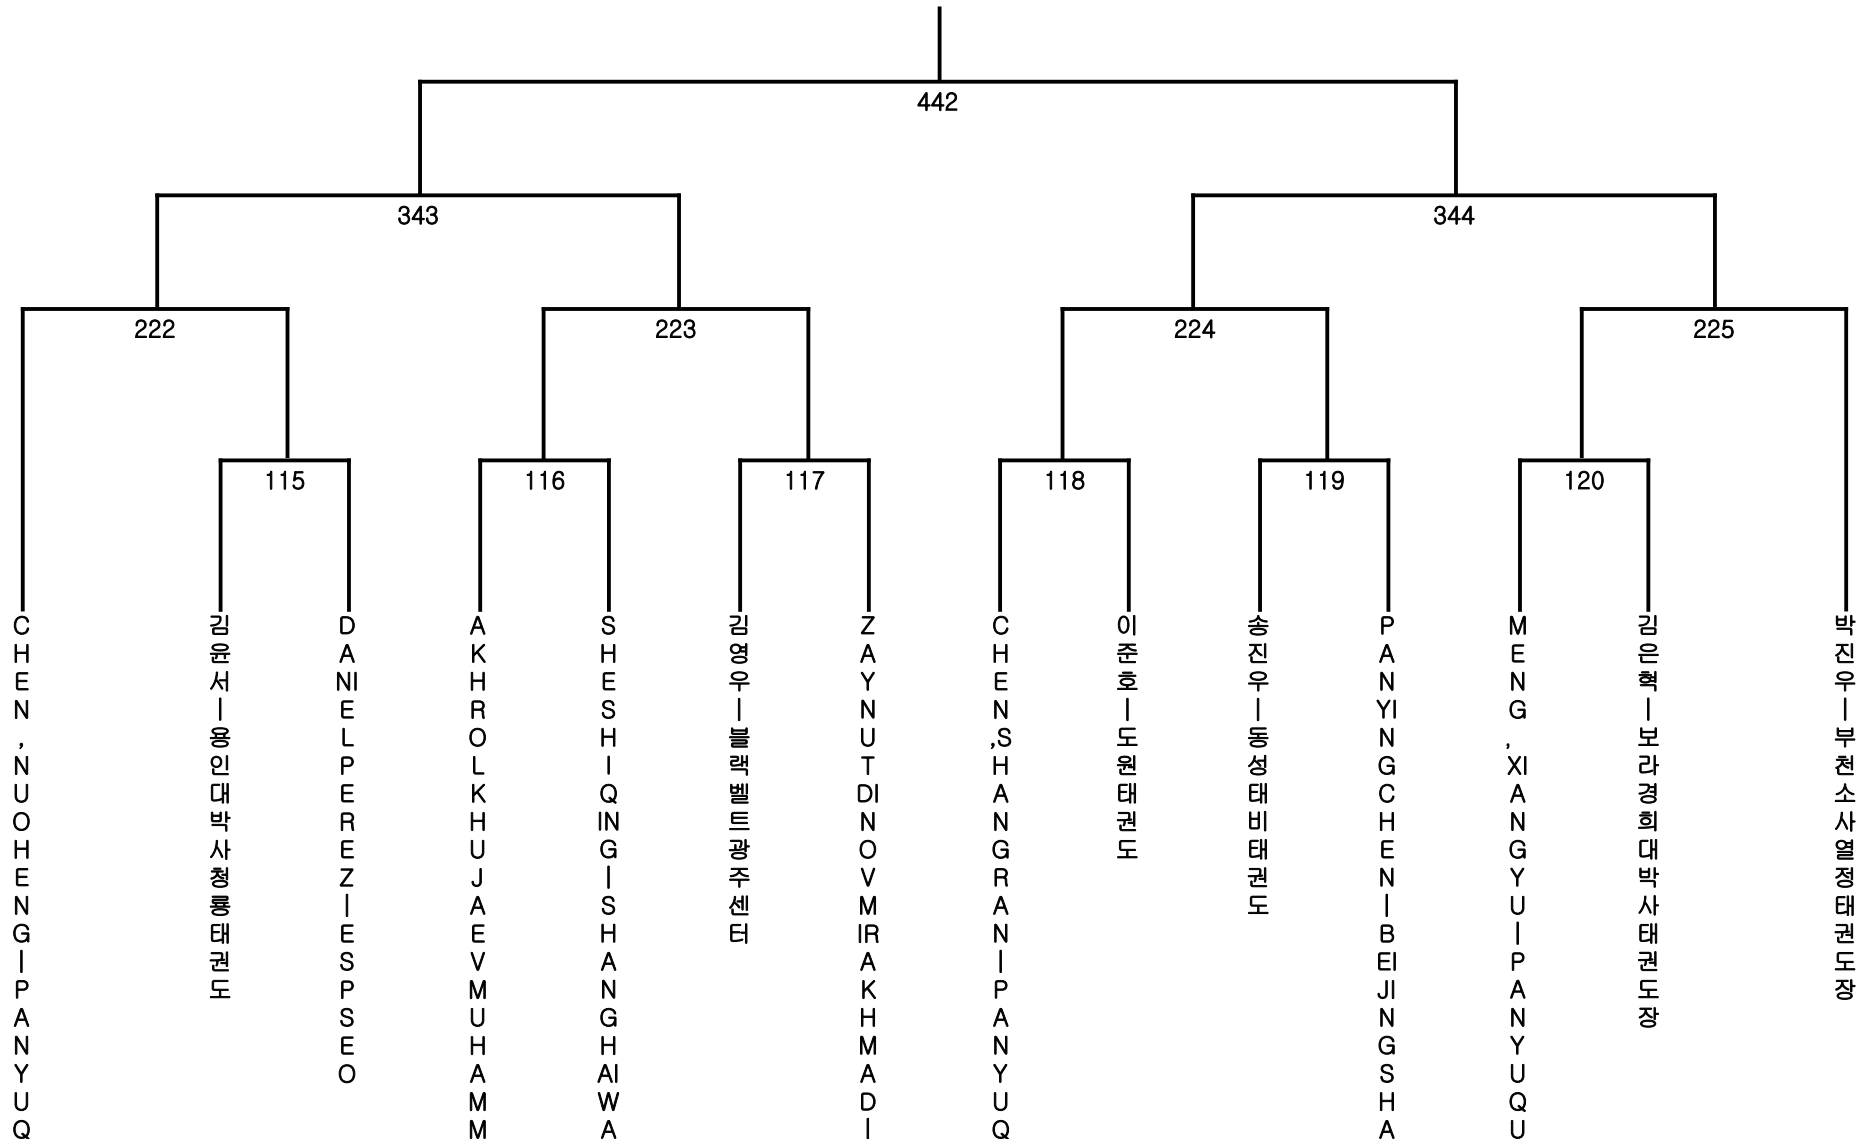 442
343
344
222
223
224
225
115
116
117
118
119
120
CHEN,NUOHENG|PANYUQ
김윤서|용인대박사청룡태권도
DANIELPEREZ|ESPSEO
AKHROLKHUJAEVMUHAMM
SHESHIQING|SHANGHAIWA
김영우|블랙벨트광주센터
ZAYNUTDINOVMIRAKHMADI
CHEN,SHANGRAN|PANYUQ
이준호|도원태권도
송진우|동성태비태권도
PANYINGCHEN|BEIJINGSHA
MENG,XIANGYU|PANYUQU
김은혁|보라경희대박사태권도장
박진우|부천소사열정태권도장